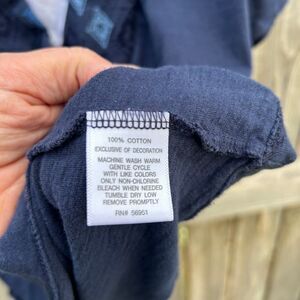 100% COTTON
EXCLUSIVE OF DECORATION
MACHINE WASH WARM
GENTLE CYCLE
WITH LIKE COLORS
ONLY NON-CHLORINE
BLEACH WHEN NEEDED
TUMBLE DRY LOW
REMOVE PROMPTLY
RN# 56951